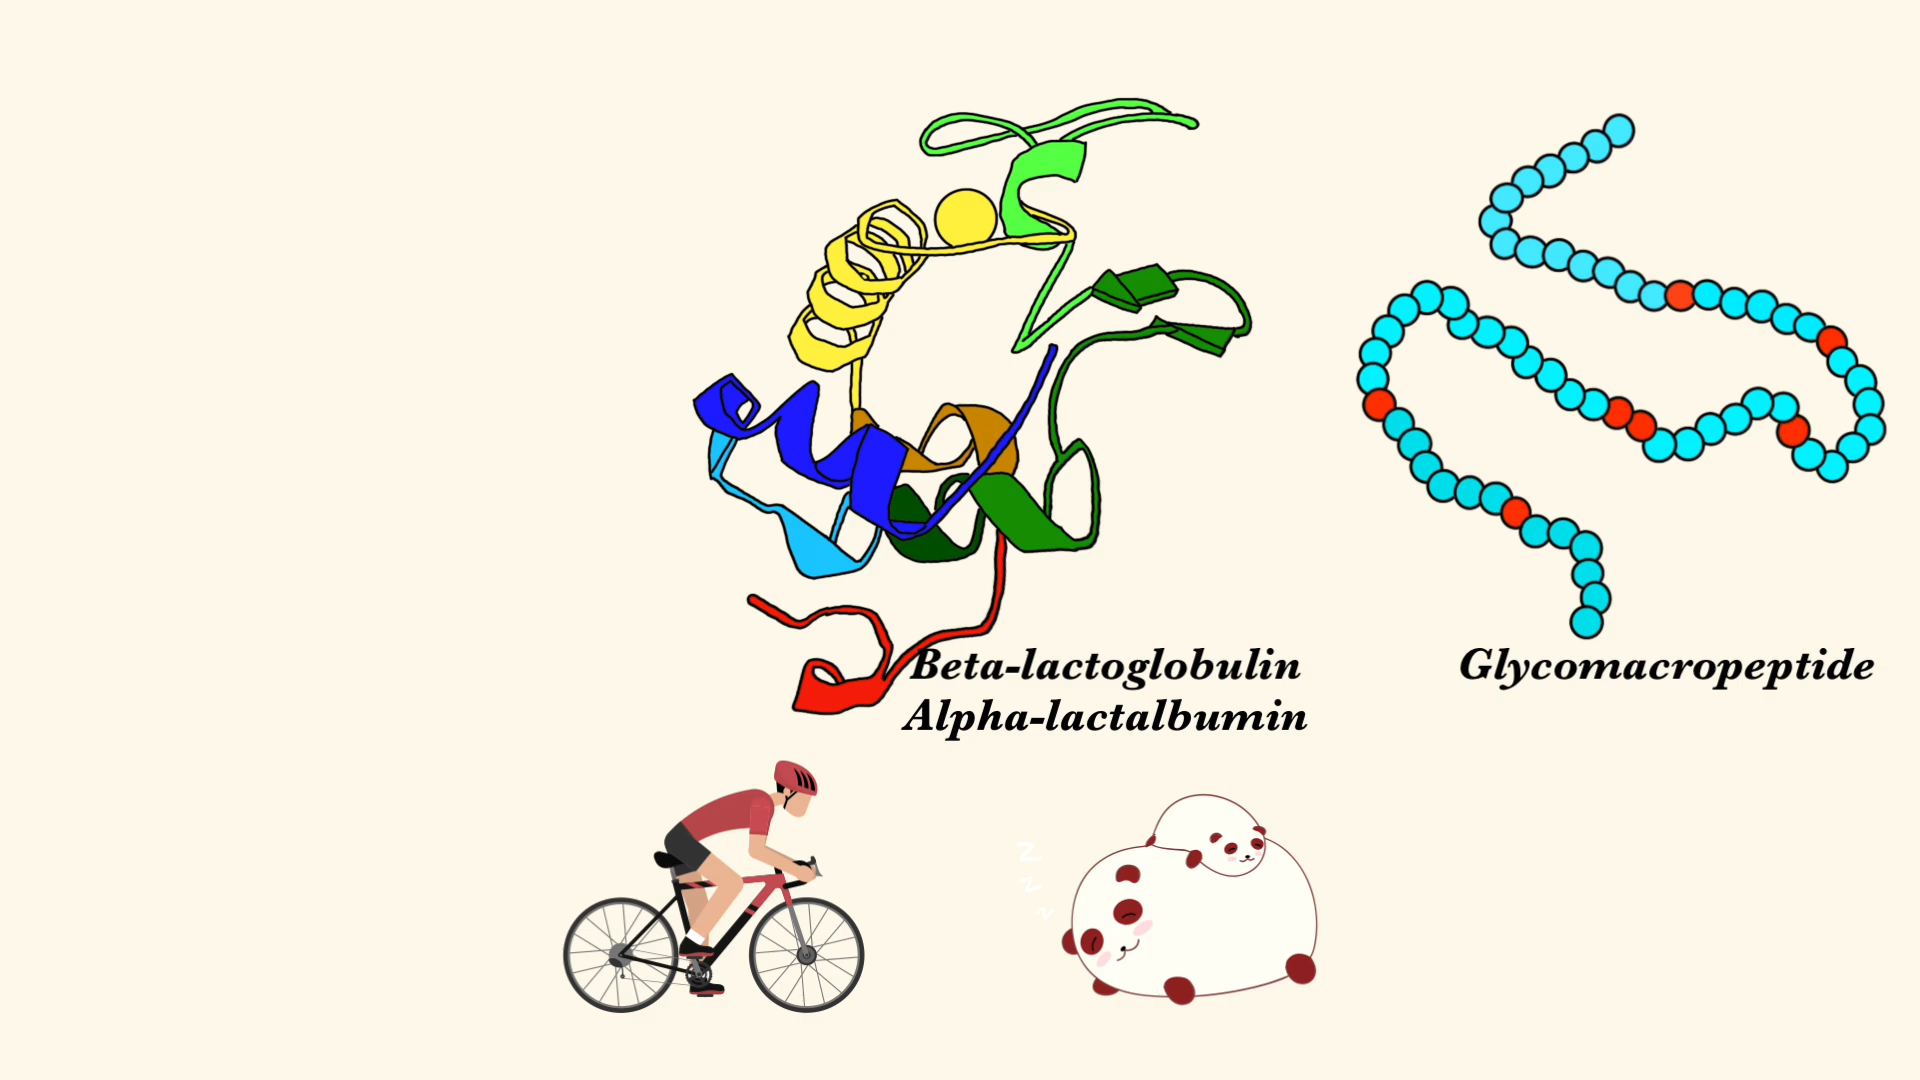 Beta-lactoglobulin
Alpha-lactalbumin
Glycomacropeptide
z
z
z